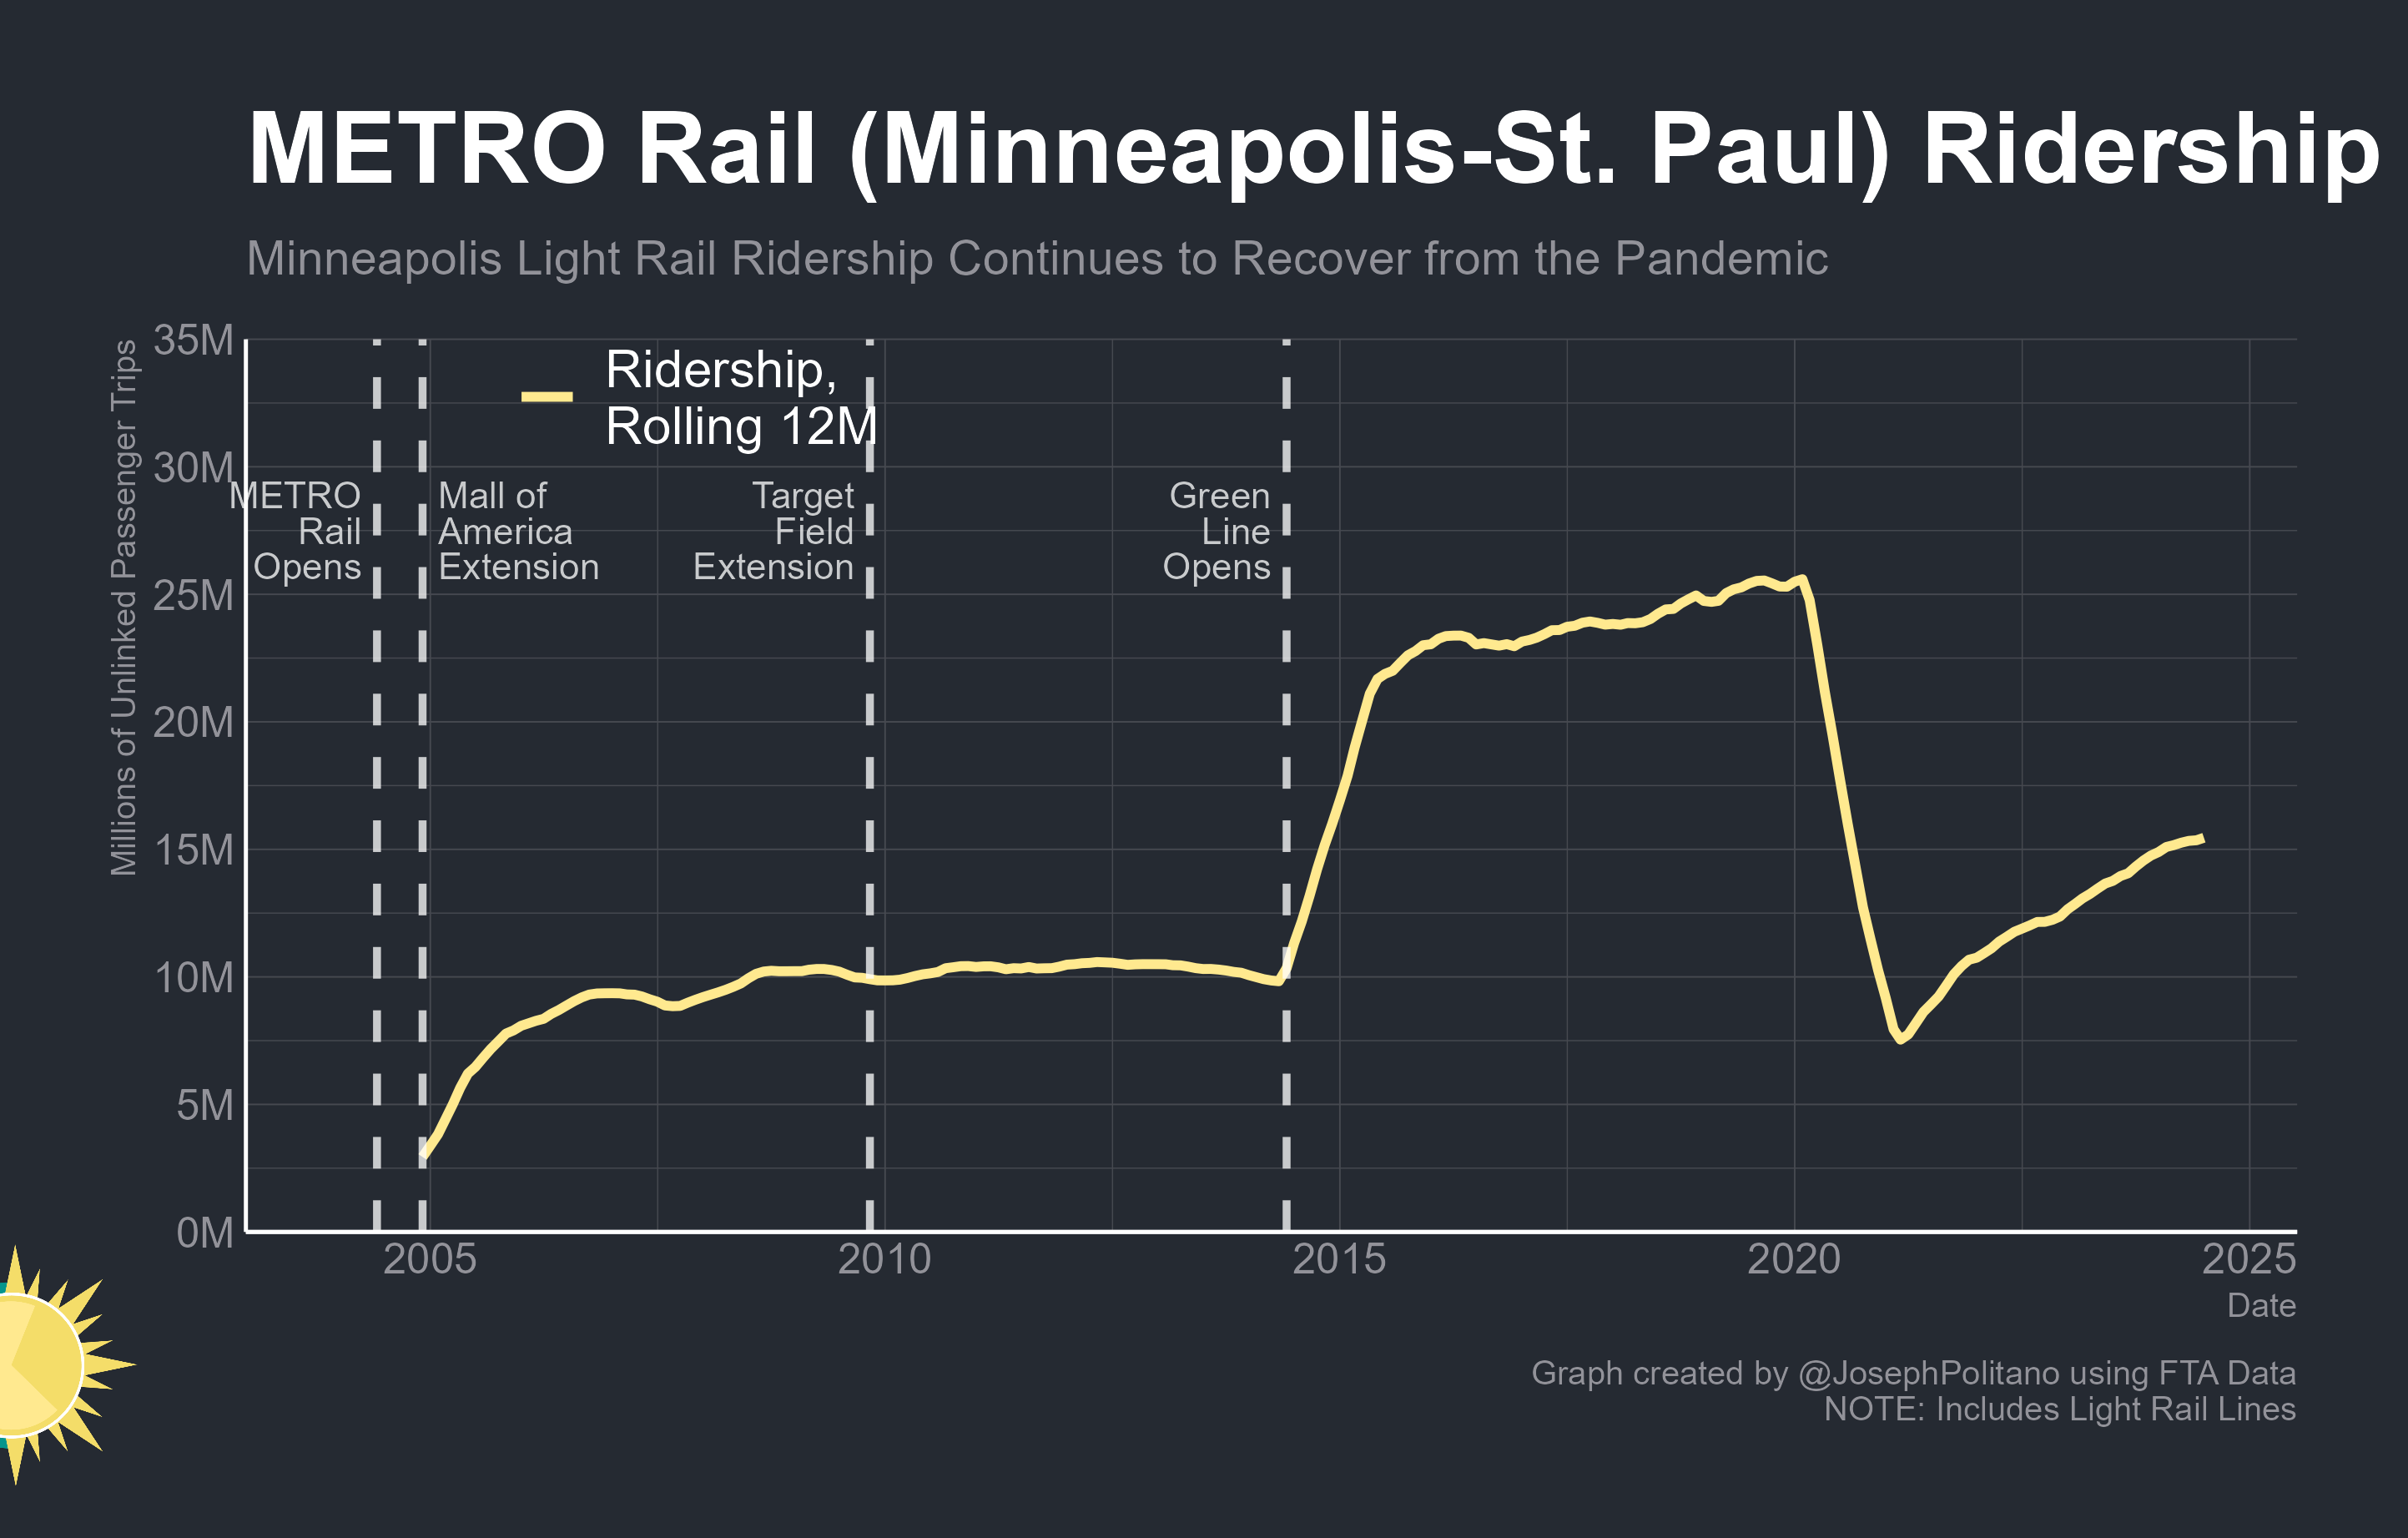 METRO Rail (Minneapolis-St. Paul) Ridership
Minneapolis Light Rail Ridership Continues to Recover from the Pandemic
Millions of Unlinked Passenger Trips
35M
30M
25M
20M
15M
10M
5M
0M
Ridership,
Rolling 12M
METRO
Rail
Opens
Mall of
America
Extension
Target
Field
Extension
Green
Line
Opens
2005
2010
2015
2020
2025
Date
Graph created by @JosephPolitano using FTA Data
NOTE: Includes Light Rail Lines